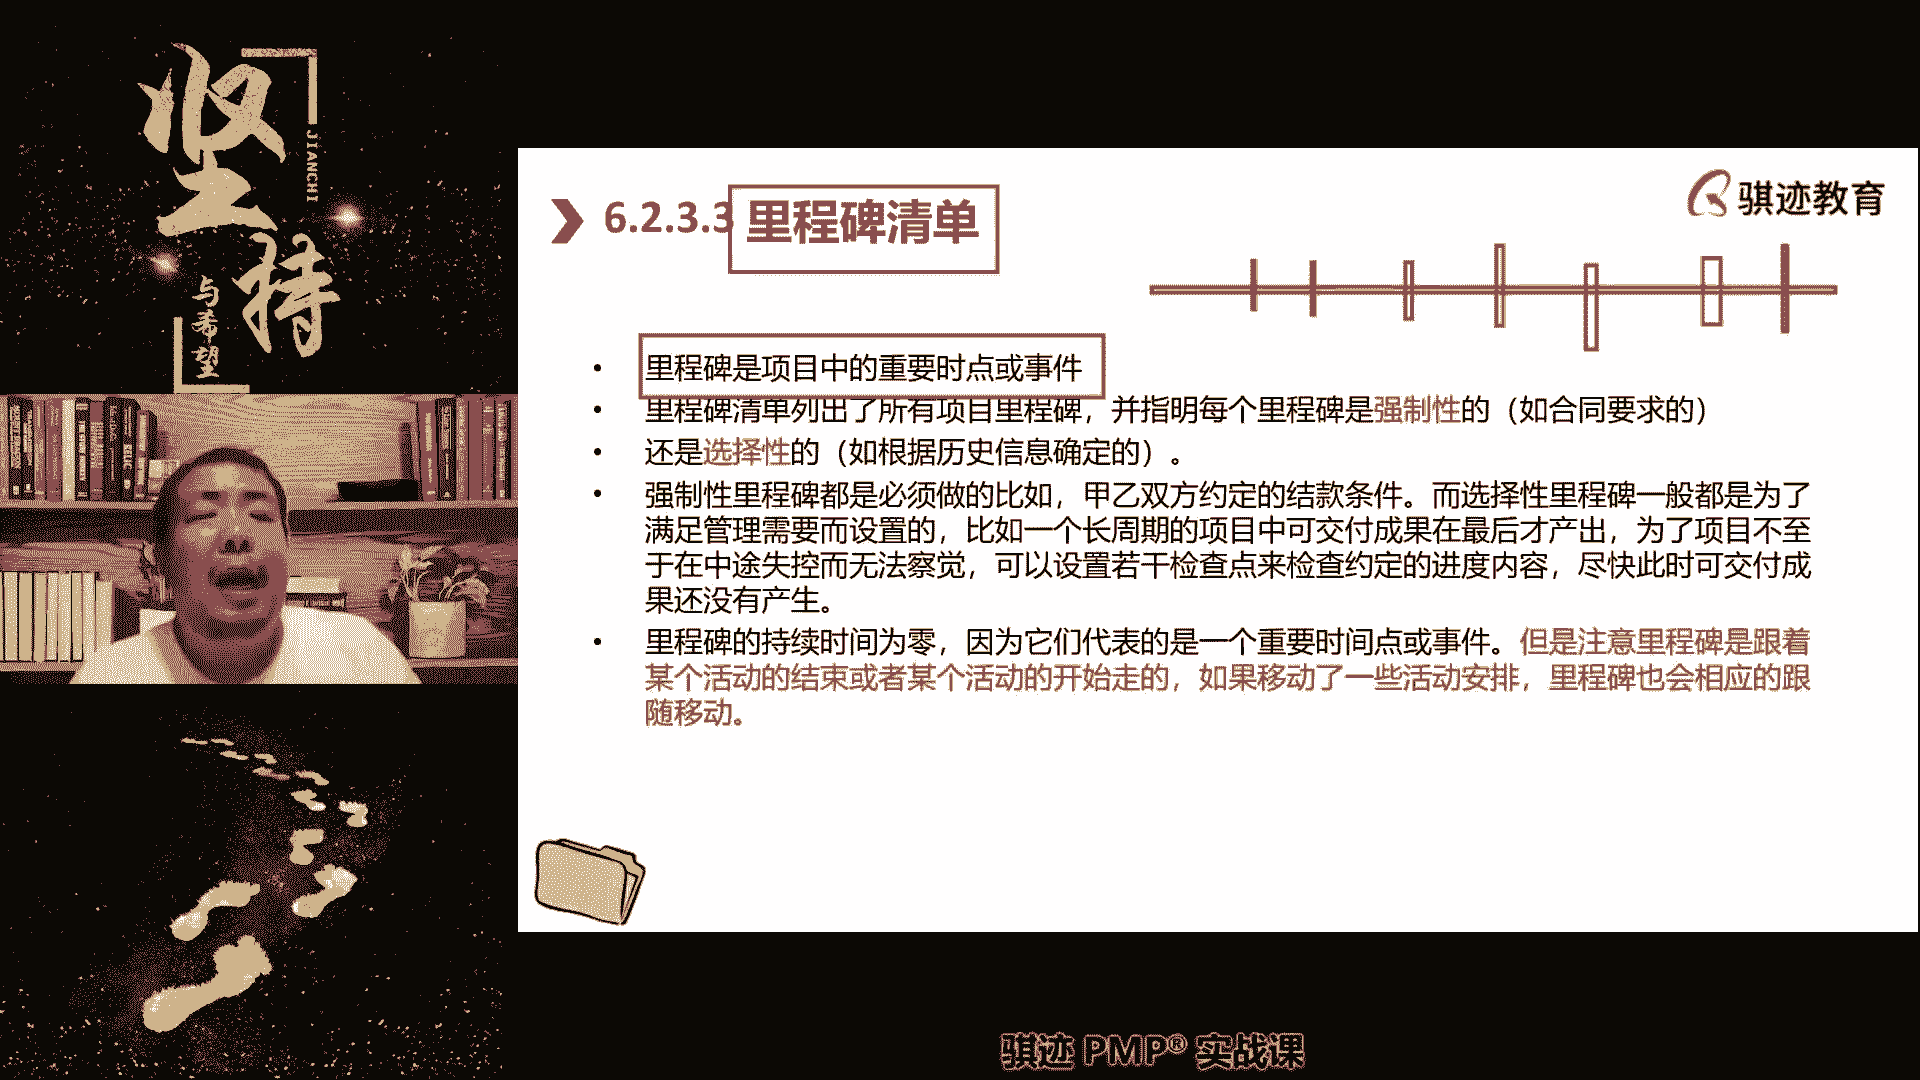 坚持
JIANCHI
与希望
骐迹教育
6.2.3.3 里程碑清单
里程碑是项目中的重要时点或事件
里程碑清单列出了所有项目里程碑，并指明每个里程碑是强制性的（如合同要求的）
还是选择性的（如根据历史信息确定的）。
强制性里程碑都是必须做的比如，甲乙双方约定的结款条件。而选择性里程碑一般都是为了
满足管理需要而设置的，比如一个长周期的项目中可交付成果在最后才产出，为了项目不至
于在中途失控而无法察觉，可以设置若干检查点来检查约定的进度内容，尽快此时可交付成
果还没有产生。
里程碑的持续时间为零，因为它们代表的是一个重要时间点或事件。但是注意里程碑是跟着
某个活动的结束或者某个活动的开始走的，如果移动了一些活动安排，里程碑也会相应的跟
随移动。
骐迹 PMP® 实战课